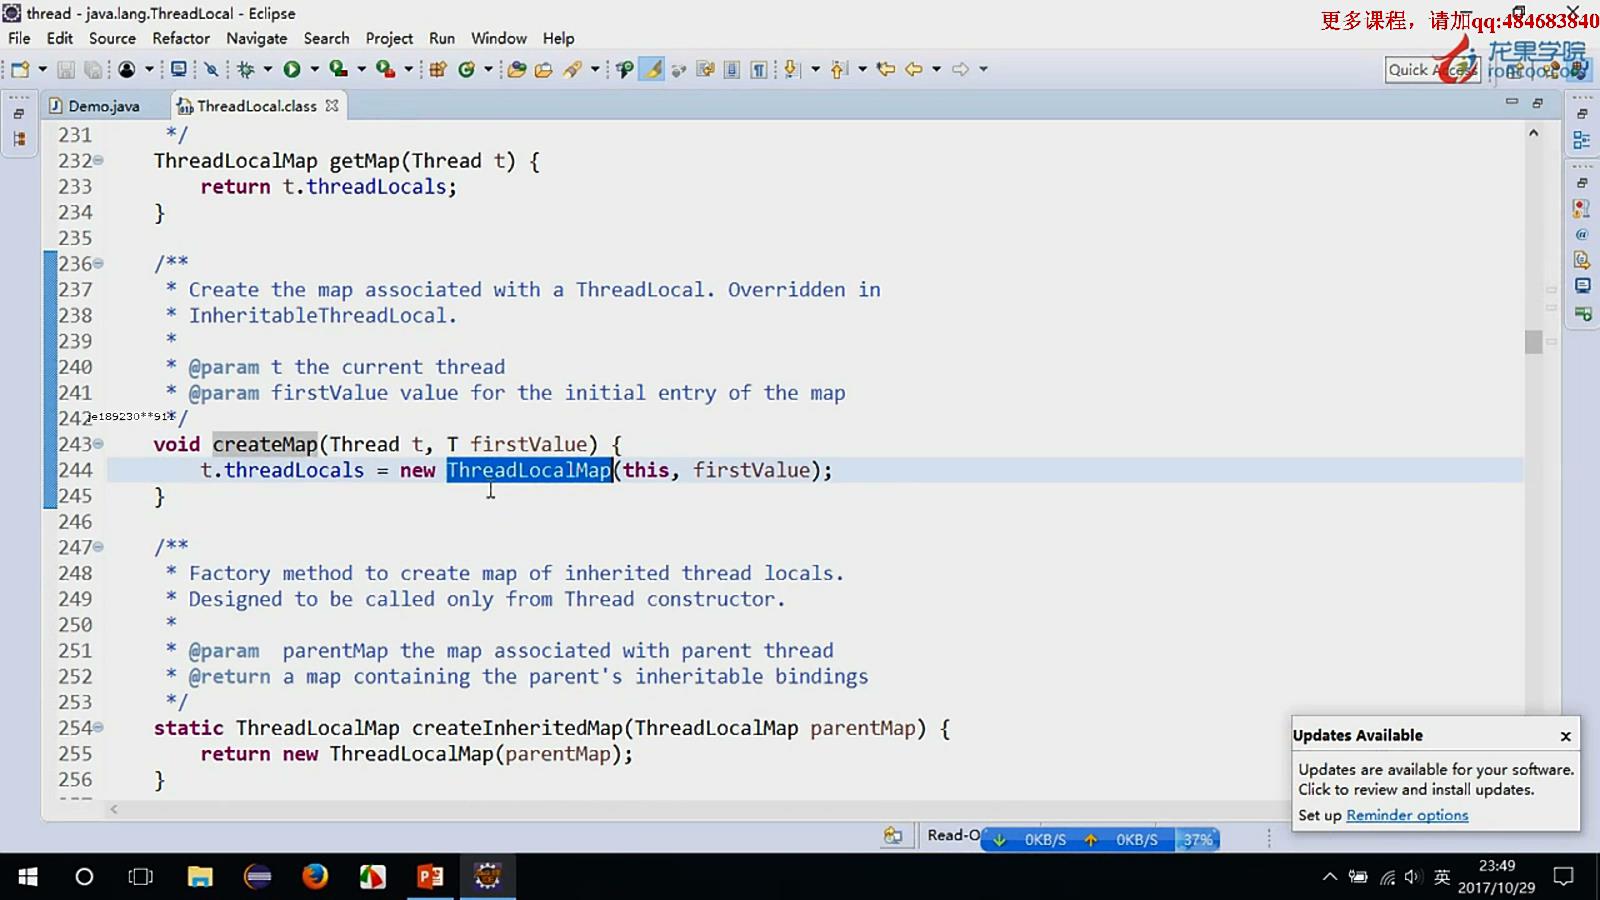 thread - java.lang.ThreadLocal - Eclipse
更多课程，请加qq:484683840
File Edit Source Refactor Navigate Search Project Run Window Help
Quick Access
龙果学院
roncoo.com
Demo.java ThreadLocal.class
231 */
232 ThreadLocalMap getMap(Thread t) {
233 return t.threadLocals;
234 }
235
236 /**
237 * Create the map associated with a ThreadLocal. Overridden in
238 * InheritableThreadLocal.
239 *
240 * @param t the current thread
241 * @param firstValue value for the initial entry of the map
242 */
243 void createMap(Thread t, T firstValue) {
244 t.threadLocals = new ThreadLocalMap(this, firstValue);
245 }
246
247 /**
248 * Factory method to create map of inherited thread locals.
249 * Designed to be called only from Thread constructor.
250 *
251 * @param parentMap the map associated with parent thread
252 * @return a map containing the parent's inheritable bindings
253 */
254 static ThreadLocalMap createInheritedMap(ThreadLocalMap parentMap) {
255 return new ThreadLocalMap(parentMap);
256 }
Updates Available
Updates are available for your software.
Click to review and install updates.
Set up Reminder options
Read-O 0KB/S 0KB/S 37%
英
23:49
2017/10/29